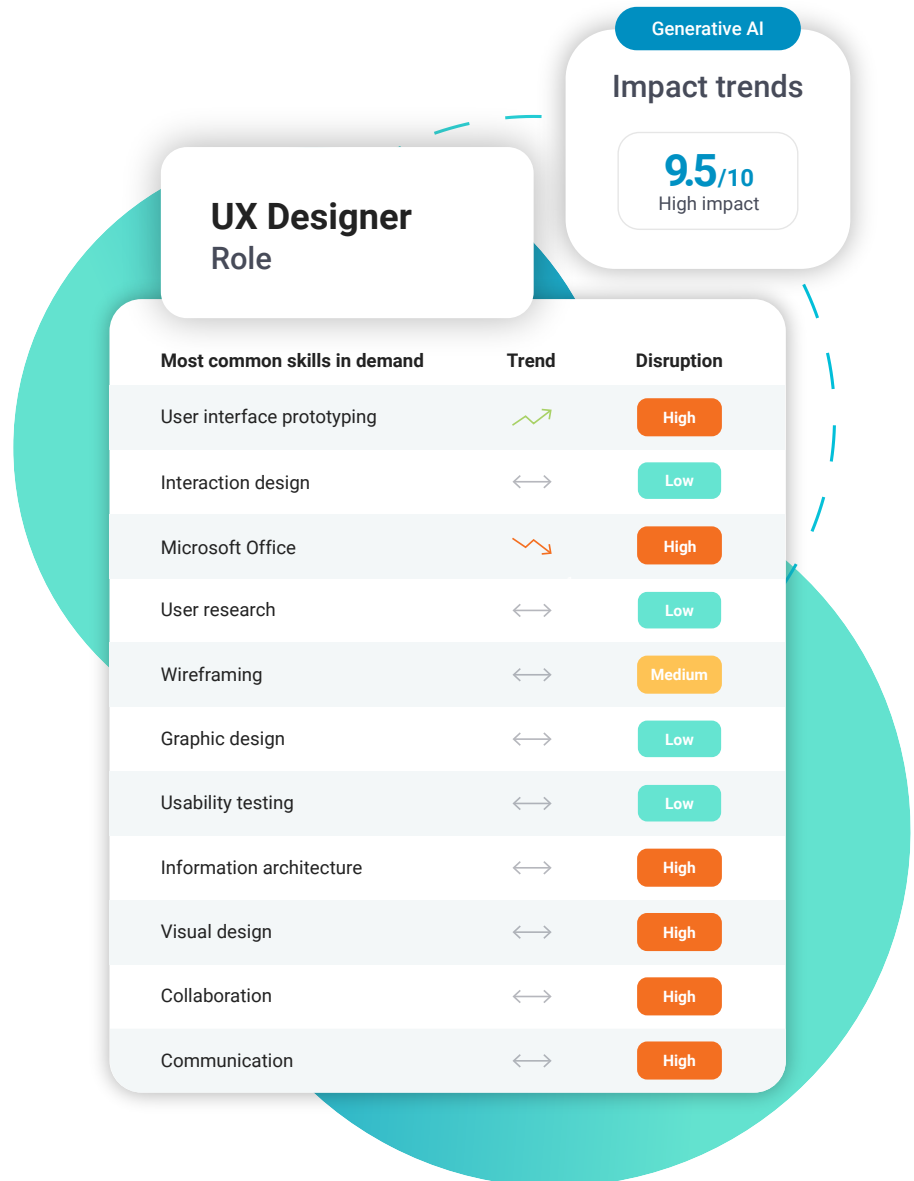 Generative AI
Impact trends
9.5/10
High impact
UX Designer
Role
Most common skills in demand Trend Disruption
User interface prototyping High
Interaction design Low
Microsoft Office High
User research Low
Wireframing Medium
Graphic design Low
Usability testing Low
Information architecture High
Visual design High
Collaboration High
Communication High